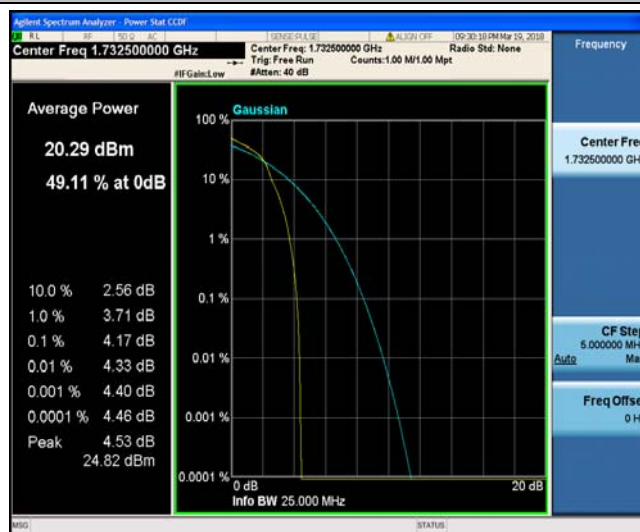 Agilent Spectrum Analyzer - Power Stat CCDF
RL RF 50 Ω AC SENSE:PULSE ALIGN OFF 09:30:18 PM Mar 19, 2018
Center Freq 1.732500000 GHz
Center Freq: 1.732500000 GHz Radio Std: None
Trig: Free Run Counts:1.00 M/1.00 Mpt
#IFGain:Low #Atten: 40 dB
Frequency
Average Power
20.29 dBm
49.11 % at 0dB
10.0 % 2.56 dB
1.0 % 3.71 dB
0.1 % 4.17 dB
0.01 % 4.33 dB
0.001 % 4.40 dB
0.0001 % 4.46 dB
Peak 4.53 dB
24.82 dBm
Gaussian
100 %
10 %
1 %
0.1 %
0.01 %
0.001 %
0.0001 %
0 dB 20 dB
Info BW 25.000 MHz
Center Fre
1.732500000 GH
CF Step
5.000000 MH
Auto Ma
Freq Offse
0 H
MSG STATUS